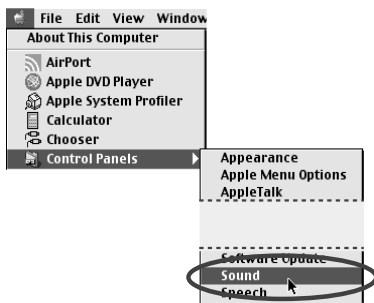 File Edit View Window
About This Computer
AirPort
Apple DVD Player
Apple System Profiler
Calculator
Chooser
Control Panels
Appearance
Apple Menu Options
AppleTalk
Software Update
Sound
Speech